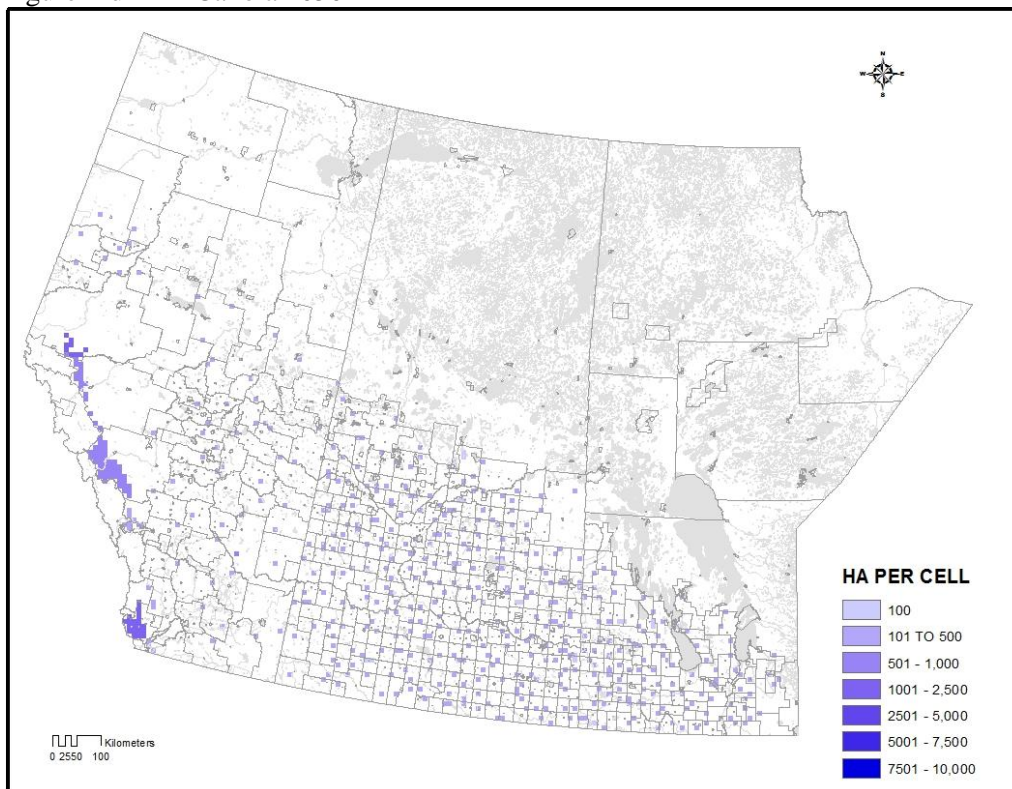 N
W E
S
HA PER CELL
100
101 TO 500
501 - 1,000
1001 - 2,500
2501 - 5,000
5001 - 7,500
7501 - 10,000
Kilometers
0 2550 100